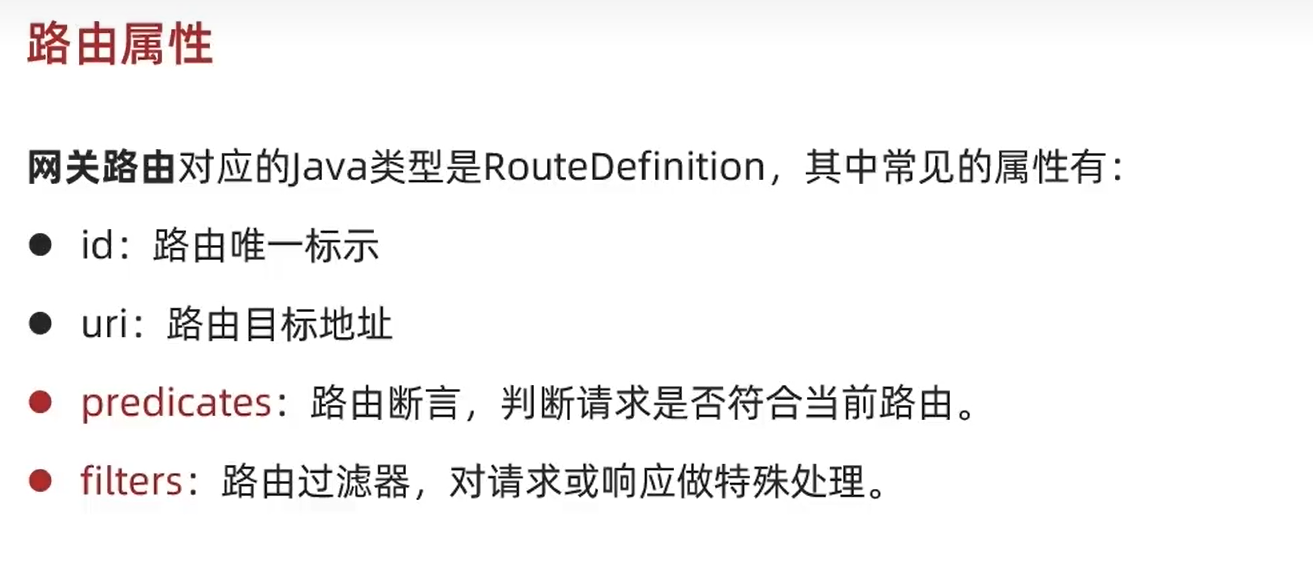 路由属性
网关路由对应的Java类型是RouteDefinition，其中常见的属性有：
● id：路由唯一标示
● uri：路由目标地址
● predicates：路由断言，判断请求是否符合当前路由。
● filters：路由过滤器，对请求或响应做特殊处理。